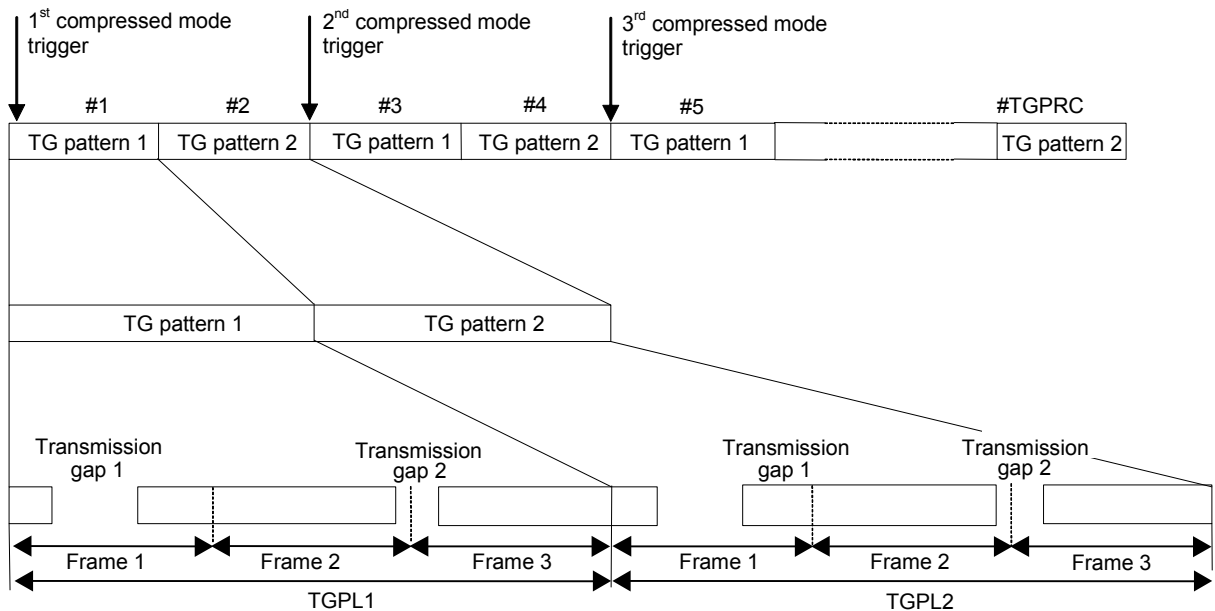 1st compressed mode
trigger
2nd compressed mode
trigger
3rd compressed mode
trigger
#1
#2
#3
#4
#5
#TGPRC
TG pattern 1
TG pattern 2
TG pattern 1
TG pattern 2
TG pattern 1
TG pattern 2
TG pattern 1
TG pattern 2
Transmission
gap 1
Transmission
gap 2
Transmission
gap 1
Transmission
gap 2
Frame 1
Frame 2
Frame 3
Frame 1
Frame 2
Frame 3
TGPL1
TGPL2